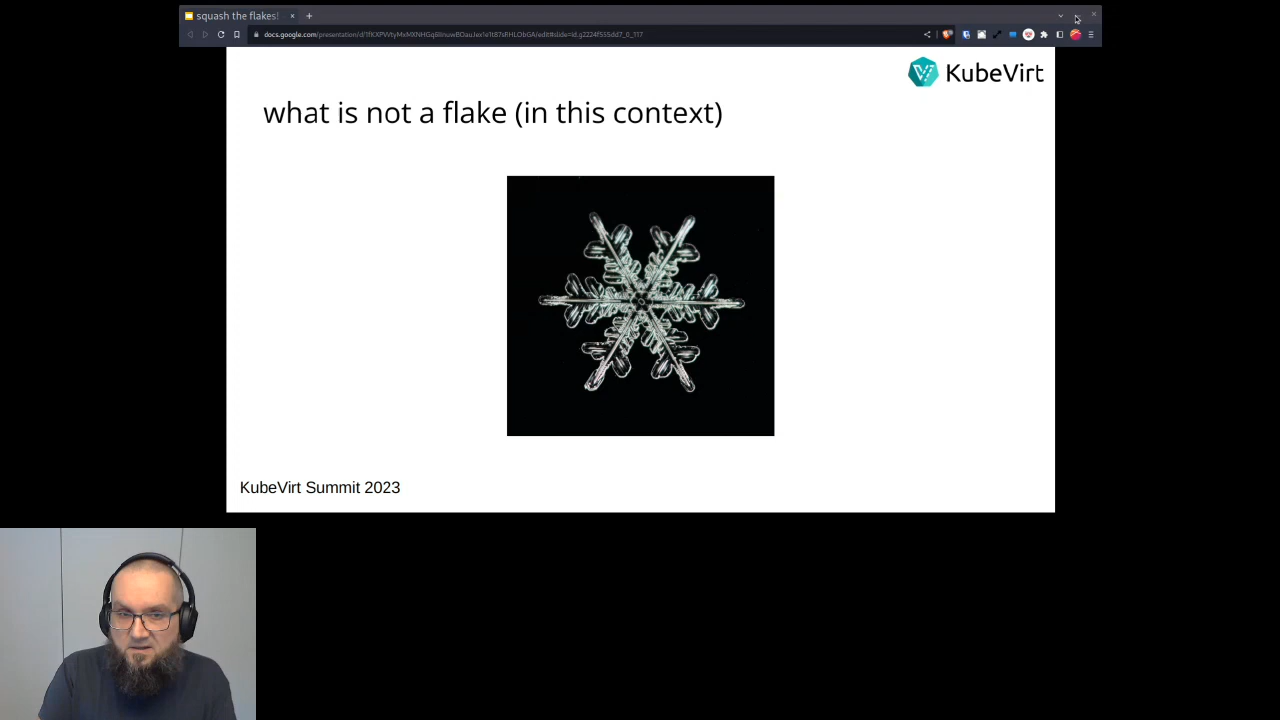 squash the flakes!
KubeVirt
what is not a flake (in this context)
KubeVirt Summit 2023